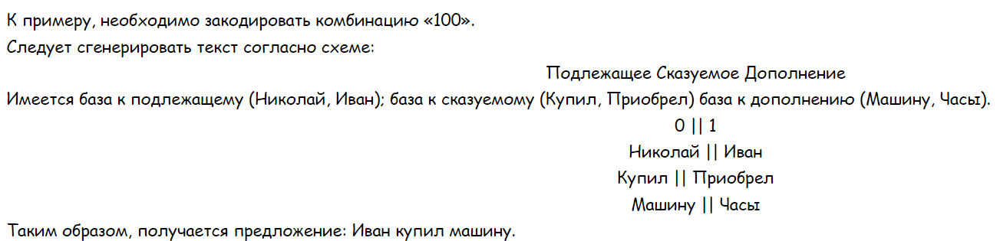 К примеру, необходимо закодировать комбинацию «100».
Следует сгенерировать текст согласно схеме:
Подлежащее Сказуемое Дополнение
Имеется база к подлежащему (Николай, Иван); база к сказуемому (Купил, Приобрел) база к дополнению (Машину, Часы).
0 || 1
Николай || Иван
Купил || Приобрел
Машину || Часы
Таким образом, получается предложение: Иван купил машину.